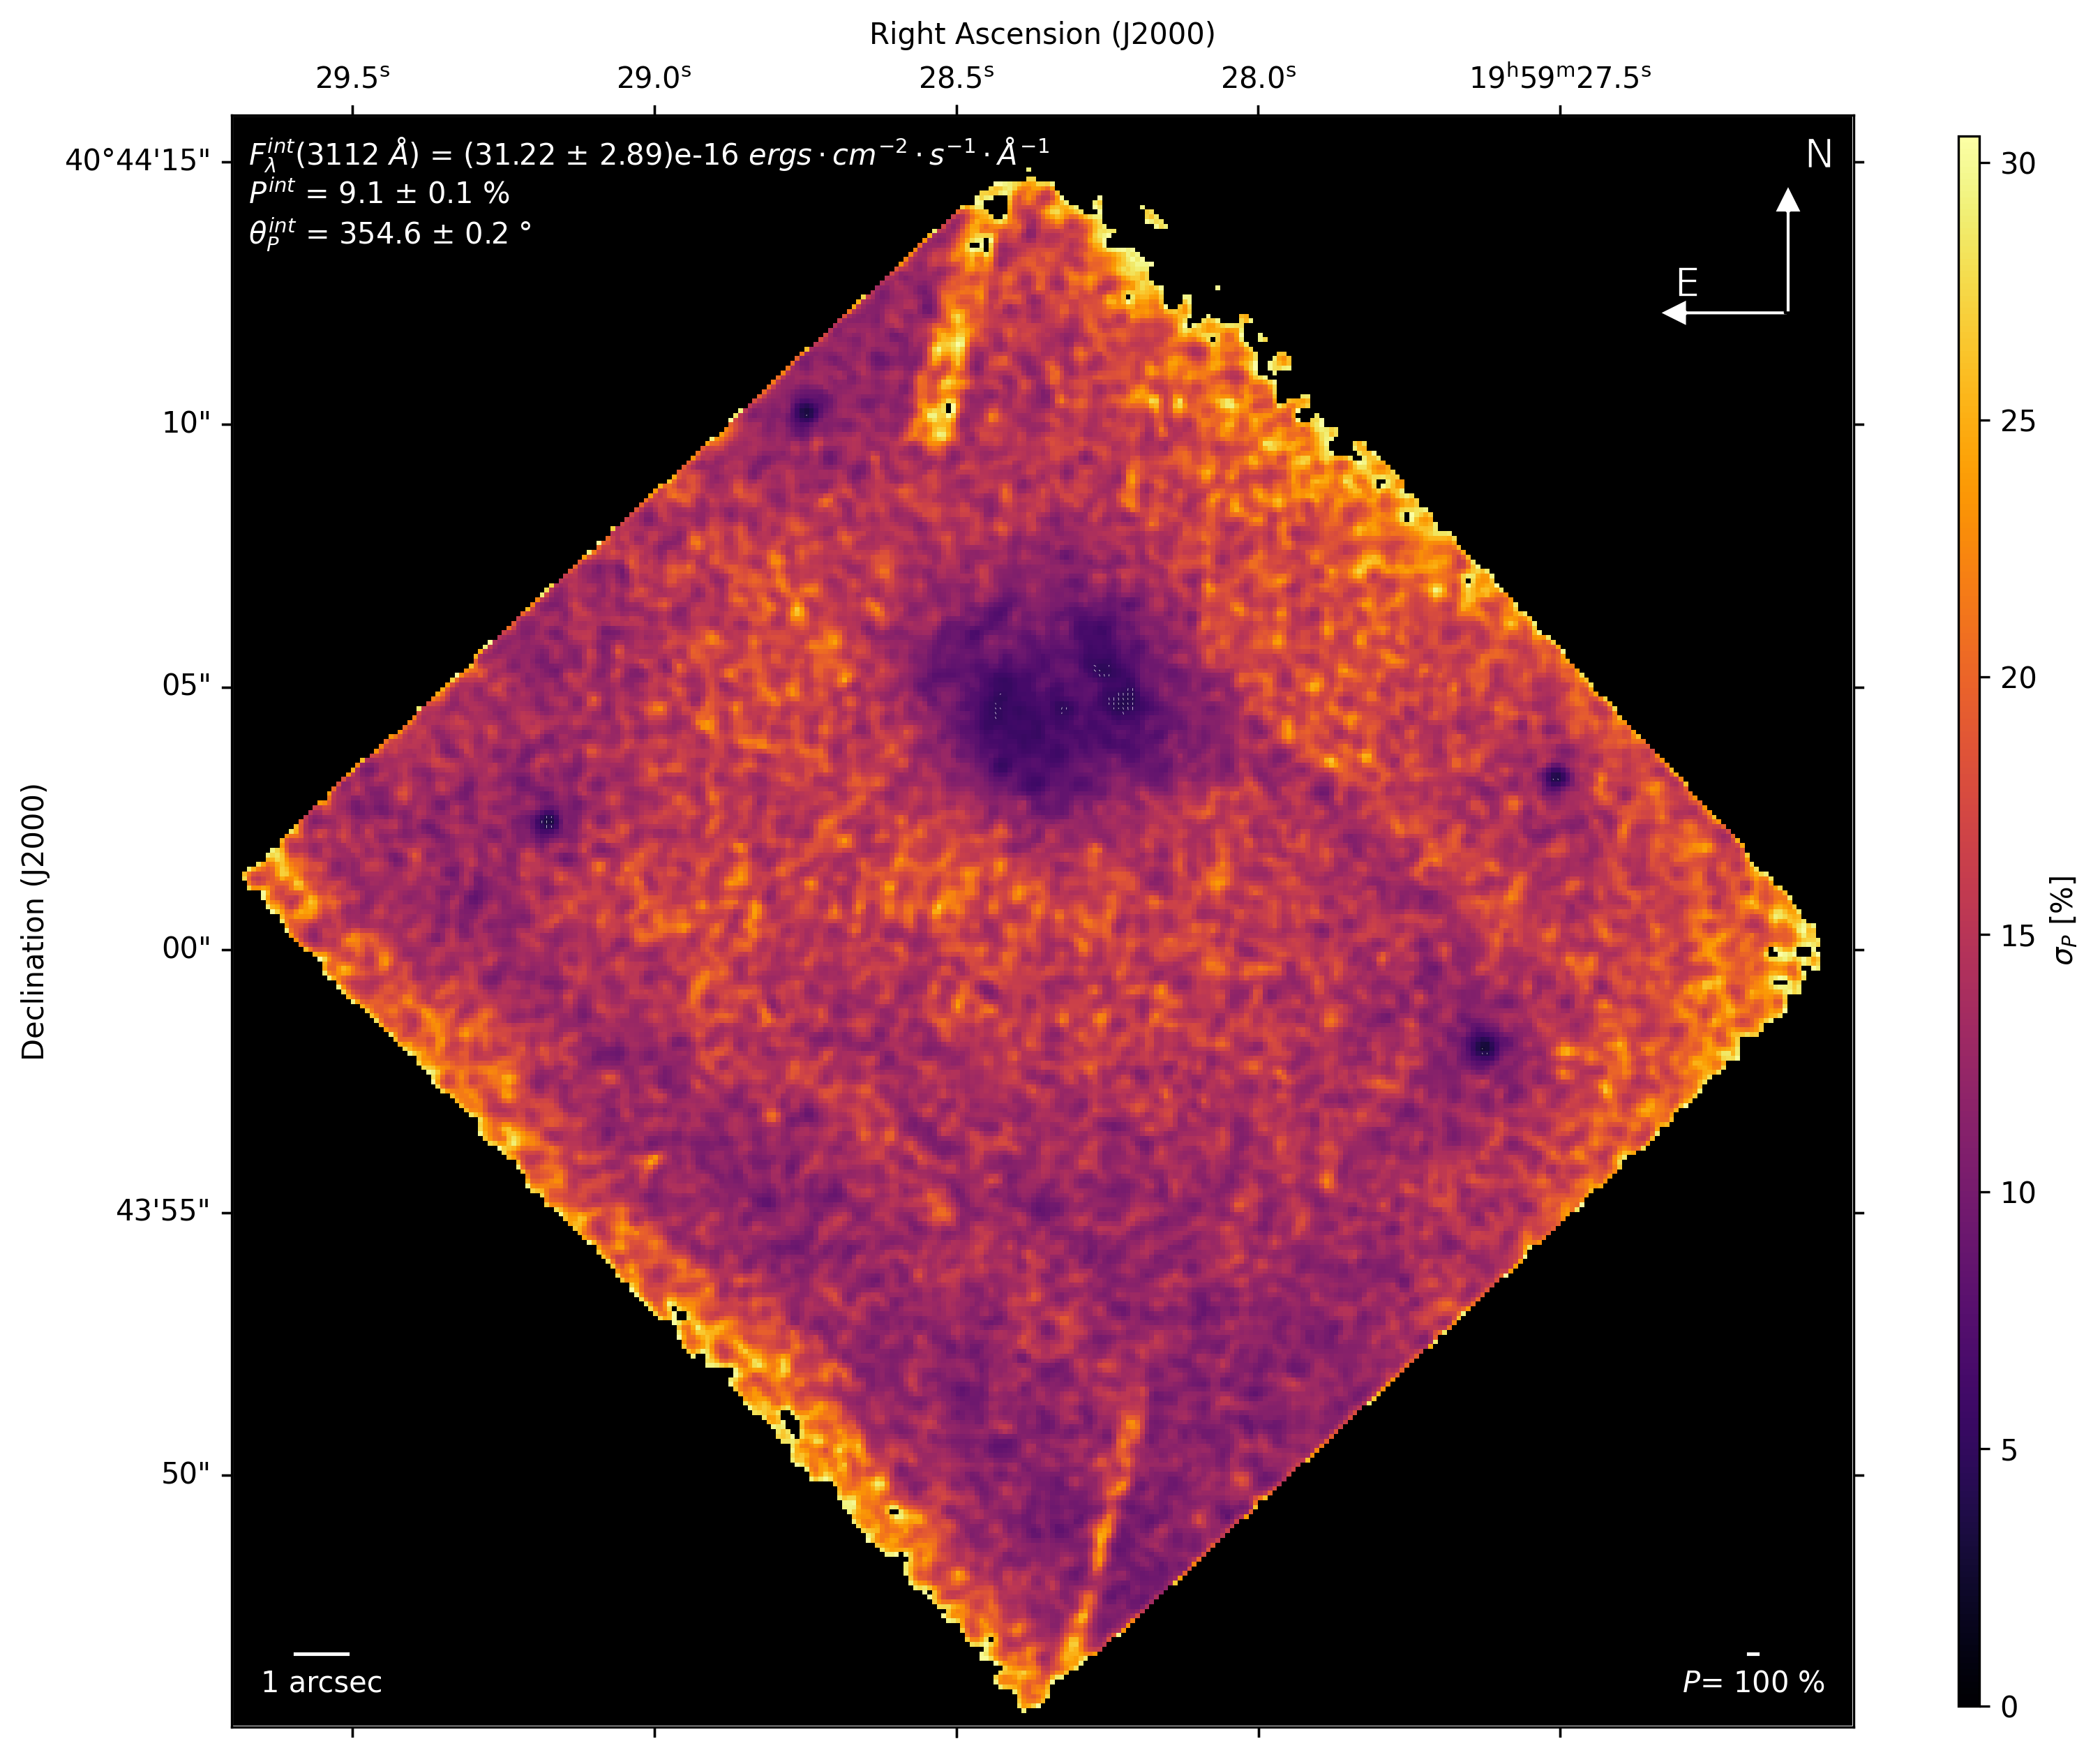 Right Ascension (J2000)
29.5ˢ 29.0ˢ 28.5ˢ 28.0ˢ 19ʰ59ᵐ27.5ˢ
F_λ^int(3112 Å) = (31.22 ± 2.89)e-16 ergs · cm⁻² · s⁻¹ · Å⁻¹
P^int = 9.1 ± 0.1 %
θ_P^int = 354.6 ± 0.2 °
N
E
40°44'15"
10"
05"
00"
43'55"
50"
Declination (J2000)
1 arcsec
P= 100 %
30
25
20
15
10
5
0
σ_P [%]